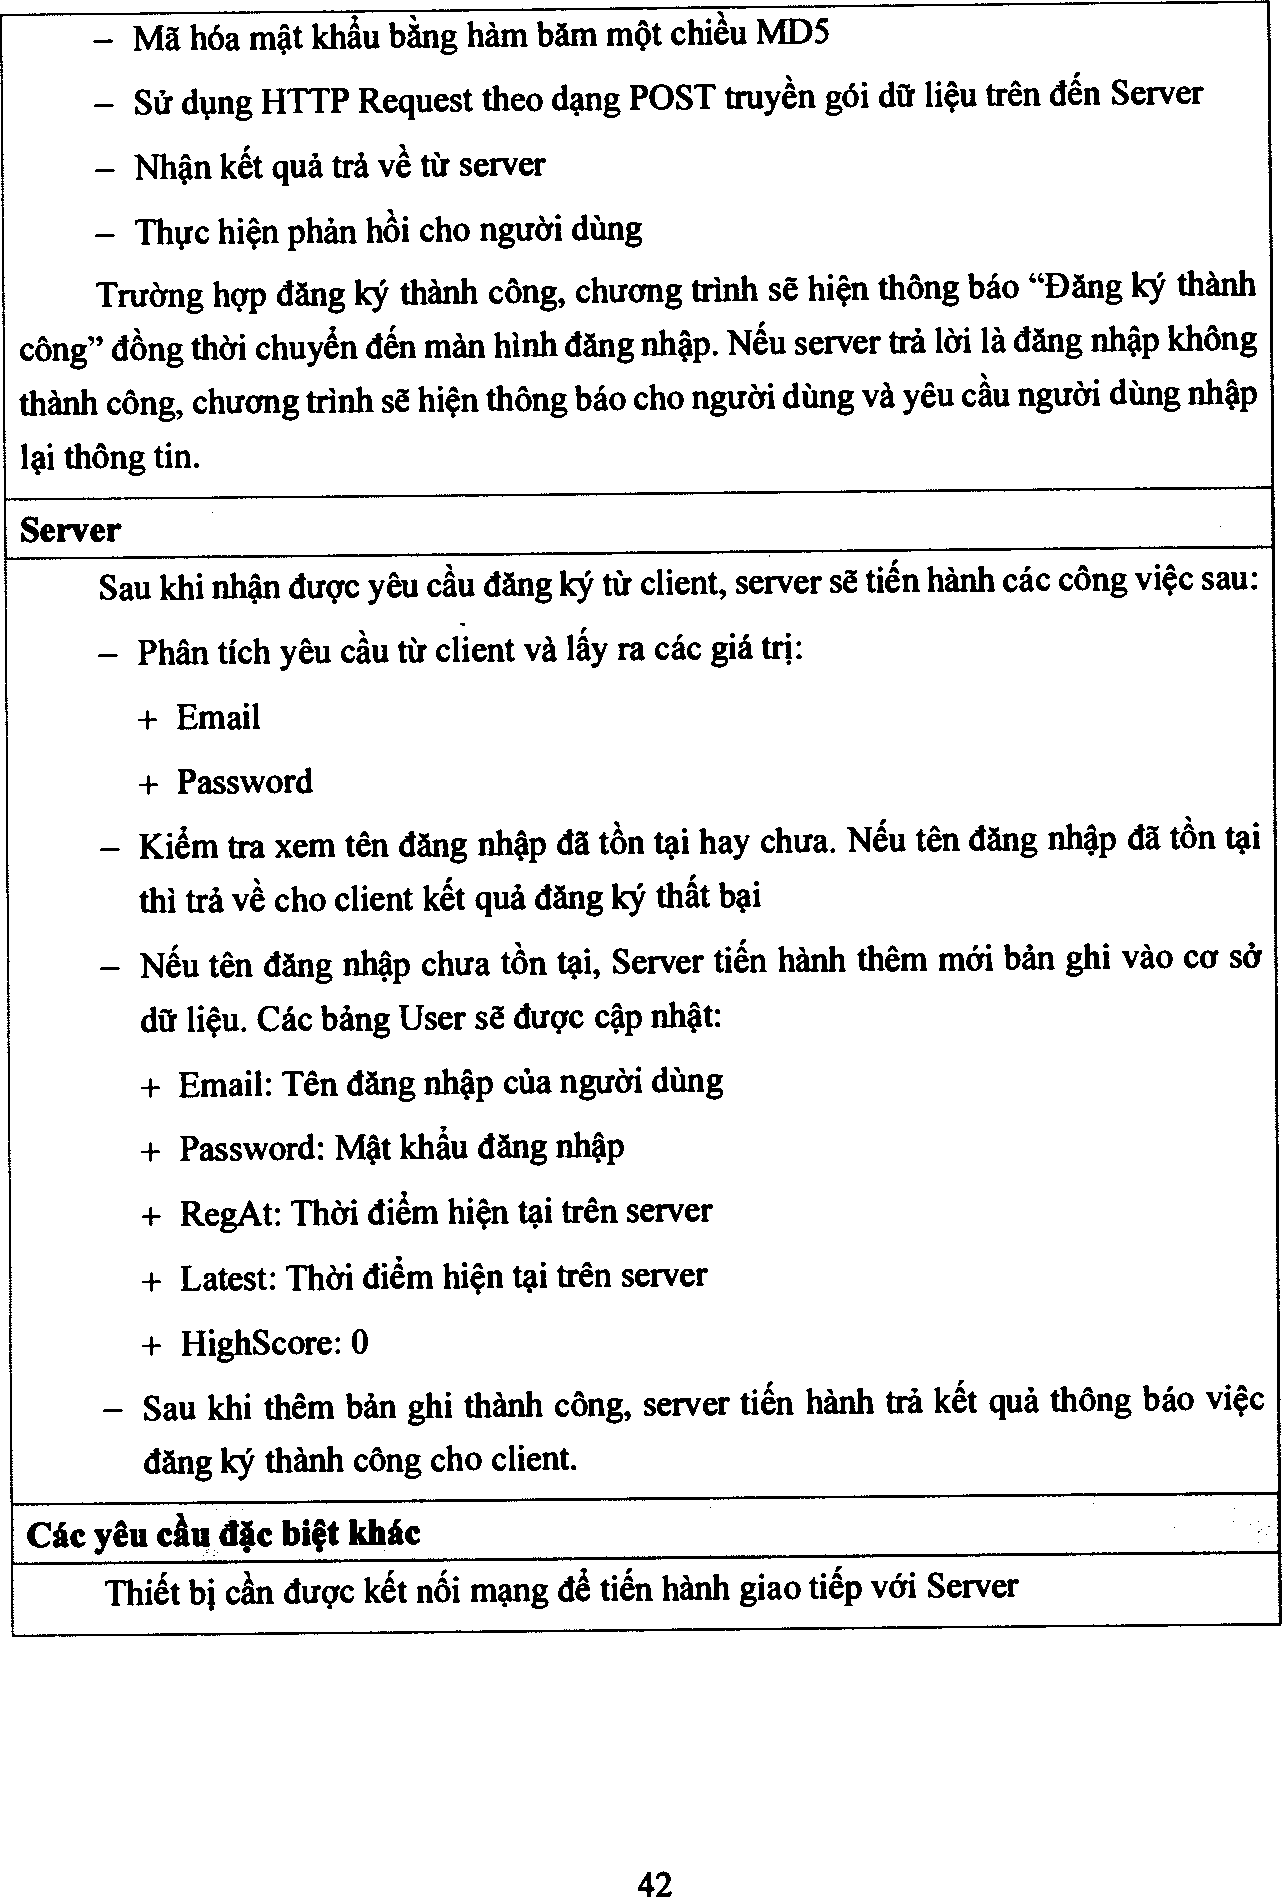 – Mã hóa mật khẩu bằng hàm băm một chiều MD5
– Sử dụng HTTP Request theo dạng POST truyền gói dữ liệu trên đến Server
– Nhận kết quả trả về từ server
– Thực hiện phản hồi cho người dùng
Trường hợp đăng ký thành công, chương trình sẽ hiện thông báo “Đăng ký thành
công” đồng thời chuyển đến màn hình đăng nhập. Nếu server trả lời là đăng nhập không
thành công, chương trình sẽ hiện thông báo cho người dùng và yêu cầu người dùng nhập
lại thông tin.
Server
Sau khi nhận được yêu cầu đăng ký từ client, server sẽ tiến hành các công việc sau:
– Phân tích yêu cầu từ client và lấy ra các giá trị:
+ Email
+ Password
– Kiểm tra xem tên đăng nhập đã tồn tại hay chưa. Nếu tên đăng nhập đã tồn tại
thì trả về cho client kết quả đăng ký thất bại
– Nếu tên đăng nhập chưa tồn tại, Server tiến hành thêm mới bản ghi vào cơ sở
dữ liệu. Các bảng User sẽ được cập nhật:
+ Email: Tên đăng nhập của người dùng
+ Password: Mật khẩu đăng nhập
+ RegAt: Thời điểm hiện tại trên server
+ Latest: Thời điểm hiện tại trên server
+ HighScore: 0
– Sau khi thêm bản ghi thành công, server tiến hành trả kết quả thông báo việc
đăng ký thành công cho client.
Các yêu cầu đặc biệt khác
Thiết bị cần được kết nối mạng để tiến hành giao tiếp với Server
42